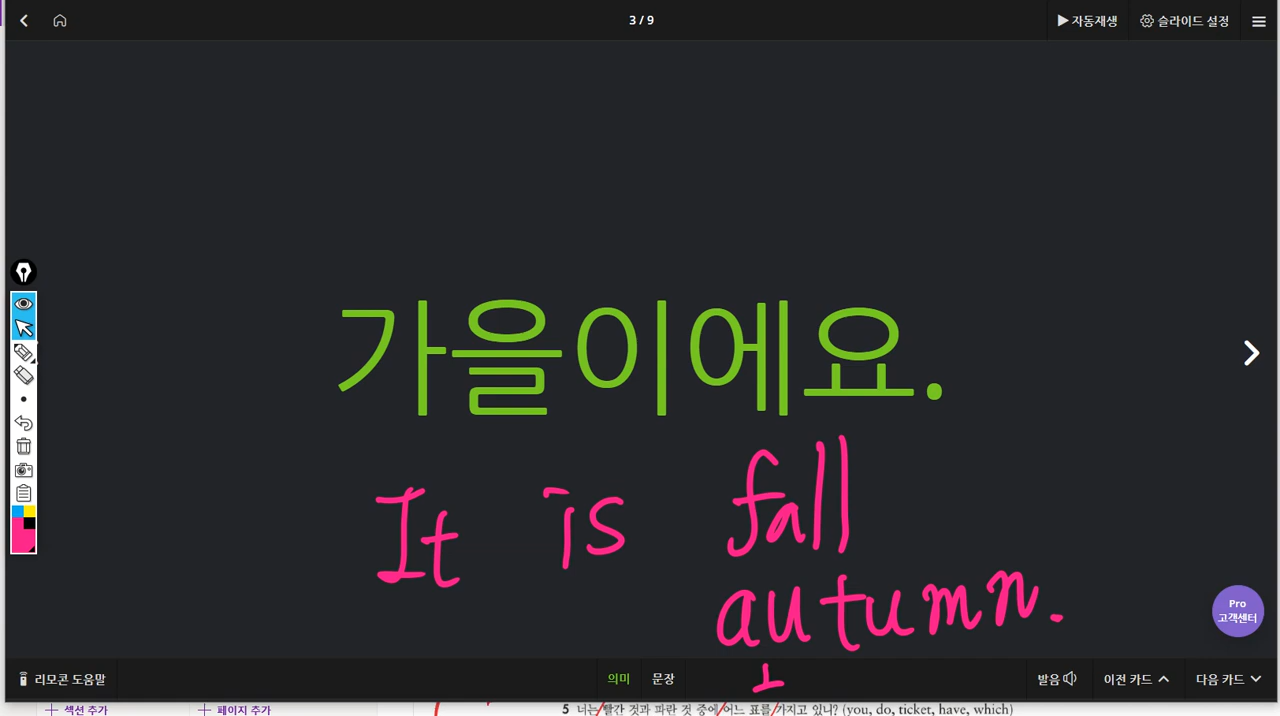 3 / 9
자동재생
슬라이드 설정
가을이에요.
It is fall
autumn.
ㅗ
Pro
고객센터
리모콘 도움말
의미
문장
발음
이전 카드
다음 카드
섹션 추가
페이지 추가
5 너는/빨간 것과 파란 것 중에/어느 표를/가지고 있니? (you, do, ticket, have, which)